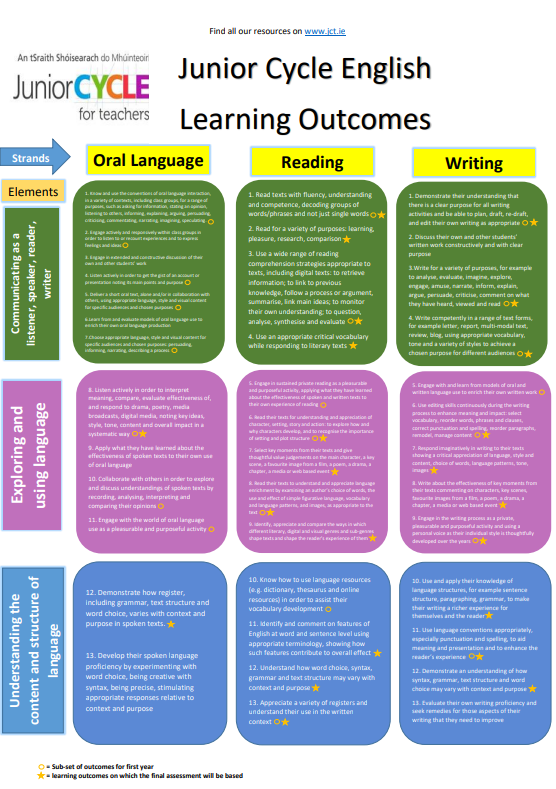 Find all our resources on www.jct.ie
An tSraith Shóisearach do Mhúinteoirí
JuniorCYCLE
for teachers
Junior Cycle English
Learning Outcomes
Strands
Oral Language
Reading
Writing
Elements
Communicating as a
listener, speaker, reader,
writer
1. Know and use the conventions of oral language interaction,
in a variety of contexts, including class groups, for a range of
purposes, such as asking for information, stating an opinion,
listening to others, informing, explaining, arguing, persuading,
criticising, commentating, narrating, imagining, speculating
2. Engage actively and responsively within class groups in
order to listen to or recount experiences and to express
feelings and ideas
3. Engage in extended and constructive discussion of their
own and other students' work
4. Listen actively in order to get the gist of an account or
presentation noting its main points and purpose
5. Deliver a short oral text, alone and/or in collaboration with
others, using appropriate language, style and visual content
for specific audiences and chosen purposes
6.Learn from and evaluate models of oral language use to
enrich their own oral language production
7.Choose appropriate language, style and visual content for
specific audiences and chosen purposes: persuading,
informing, narrating, describing a process
1. Read texts with fluency, understanding
and competence, decoding groups of
words/phrases and not just single words
2. Read for a variety of purposes: learning,
pleasure, research, comparison
3. Use a wide range of reading
comprehension strategies appropriate to
texts, including digital texts: to retrieve
information; to link to previous
knowledge, follow a process or argument,
summarise, link main ideas; to monitor
their own understanding; to question,
analyse, synthesise and evaluate
4. Use an appropriate critical vocabulary
while responding to literary texts
1. Demonstrate their understanding that
there is a clear purpose for all writing
activities and be able to plan, draft, re-draft,
and edit their own writing as appropriate
2. Discuss their own and other students'
written work constructively and with clear
purpose
3.Write for a variety of purposes, for example
to analyse, evaluate, imagine, explore,
engage, amuse, narrate, inform, explain,
argue, persuade, criticise, comment on what
they have heard, viewed and read
4. Write competently in a range of text forms,
for example letter, report, multi-modal text,
review, blog, using appropriate vocabulary,
tone and a variety of styles to achieve a
chosen purpose for different audiences
Exploring and
using language
8. Listen actively in order to interpret
meaning, compare, evaluate effectiveness of,
and respond to drama, poetry, media
broadcasts, digital media, noting key ideas,
style, tone, content and overall impact in a
systematic way
9. Apply what they have learned about the
effectiveness of spoken texts to their own use
of oral language
10. Collaborate with others in order to explore
and discuss understandings of spoken texts by
recording, analysing, interpreting and
comparing their opinions
11. Engage with the world of oral language
use as a pleasurable and purposeful activity
5. Engage in sustained private reading as a pleasurable and
purposeful activity, applying what they have learned
about the effectiveness of spoken and written texts to
their own experience of reading
6. Read their texts for understanding and appreciation of
character, setting, story and action: to explore how and
why characters develop, and to recognise the importance
of setting and plot structure
7. Select key moments from their texts and give
thoughtful value judgements on the main character, a key
scene, a favourite image from a film, a poem, a drama, a
chapter, a media or web based event
8. Read their texts to understand and appreciate language
enrichment by examining an author's choice of words, the
use and effect of simple figurative language, vocabulary
and language patterns, and images, as appropriate to the
text
9. Identify, appreciate and compare the ways in which
different literary, digital and visual genres and sub-genres
shape texts and shape the reader's experience of them
5. Engage with and learn from models of oral and
written language use to enrich their own written work
6. Use editing skills continuously during the writing
process to enhance meaning and impact: select
vocabulary, reorder words, phrases and clauses,
correct punctuation and spelling, reorder paragraphs,
remodel, manage content
7. Respond imaginatively in writing to their texts
showing a critical appreciation of language, style and
content, choice of words, language patterns, tone,
images
8. Write about the effectiveness of key moments from
their texts commenting on characters, key scenes,
favourite images from a film, a poem, a drama, a
chapter, a media or web based event
9. Engage in the writing process as a private,
pleasurable and purposeful activity and using a
personal voice as their individual style is thoughtfully
developed over the years
Understanding the
content and structure of
language
12. Demonstrate how register,
including grammar, text structure and
word choice, varies with context and
purpose in spoken texts.
13. Develop their spoken language
proficiency by experimenting with
word choice, being creative with
syntax, being precise, stimulating
appropriate responses relative to
context and purpose
10. Know how to use language resources
(e.g. dictionary, thesaurus and online
resources) in order to assist their
vocabulary development
11. Identify and comment on features of
English at word and sentence level using
appropriate terminology, showing how
such features contribute to overall effect
12. Understand how word choice, syntax,
grammar and text structure may vary with
context and purpose
13. Appreciate a variety of registers and
understand their use in the written
context
10. Use and apply their knowledge of
language structures, for example sentence
structure, paragraphing, grammar, to make
their writing a richer experience for
themselves and the reader
11. Use language conventions appropriately,
especially punctuation and spelling, to aid
meaning and presentation and to enhance the
reader's experience
12. Demonstrate an understanding of how
syntax, grammar, text structure and word
choice may vary with context and purpose
13. Evaluate their own writing proficiency and
seek remedies for those aspects of their
writing that they need to improve
= Sub-set of outcomes for first year
= learning outcomes on which the final assessment will be based